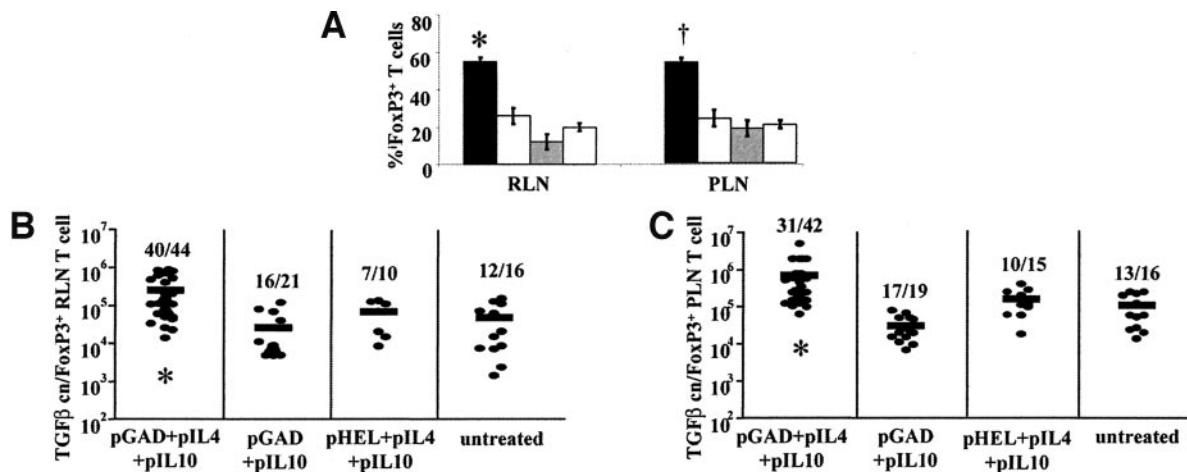 A
%ⁱFoxP3⁺ T cells
80
60
40
20
0
*
†
RLN
PLN
B
TGFβ cn/FoxP3⁺ RLN T cell
10⁷
10⁶
10⁵
10⁴
10³
10²
40/44
16/21
7/10
12/16
*
pGAD+pIL4
+pIL10
pGAD
+pIL10
pHEL+pIL4
+pIL10
untreated
C
TGFβ cn/FoxP3⁺ PLN T cell
10⁷
10⁶
10⁵
10⁴
10³
10²
31/42
17/19
10/15
13/16
*
pGAD+pIL4
+pIL10
pGAD
+pIL10
pHEL+pIL4
+pIL10
untreated